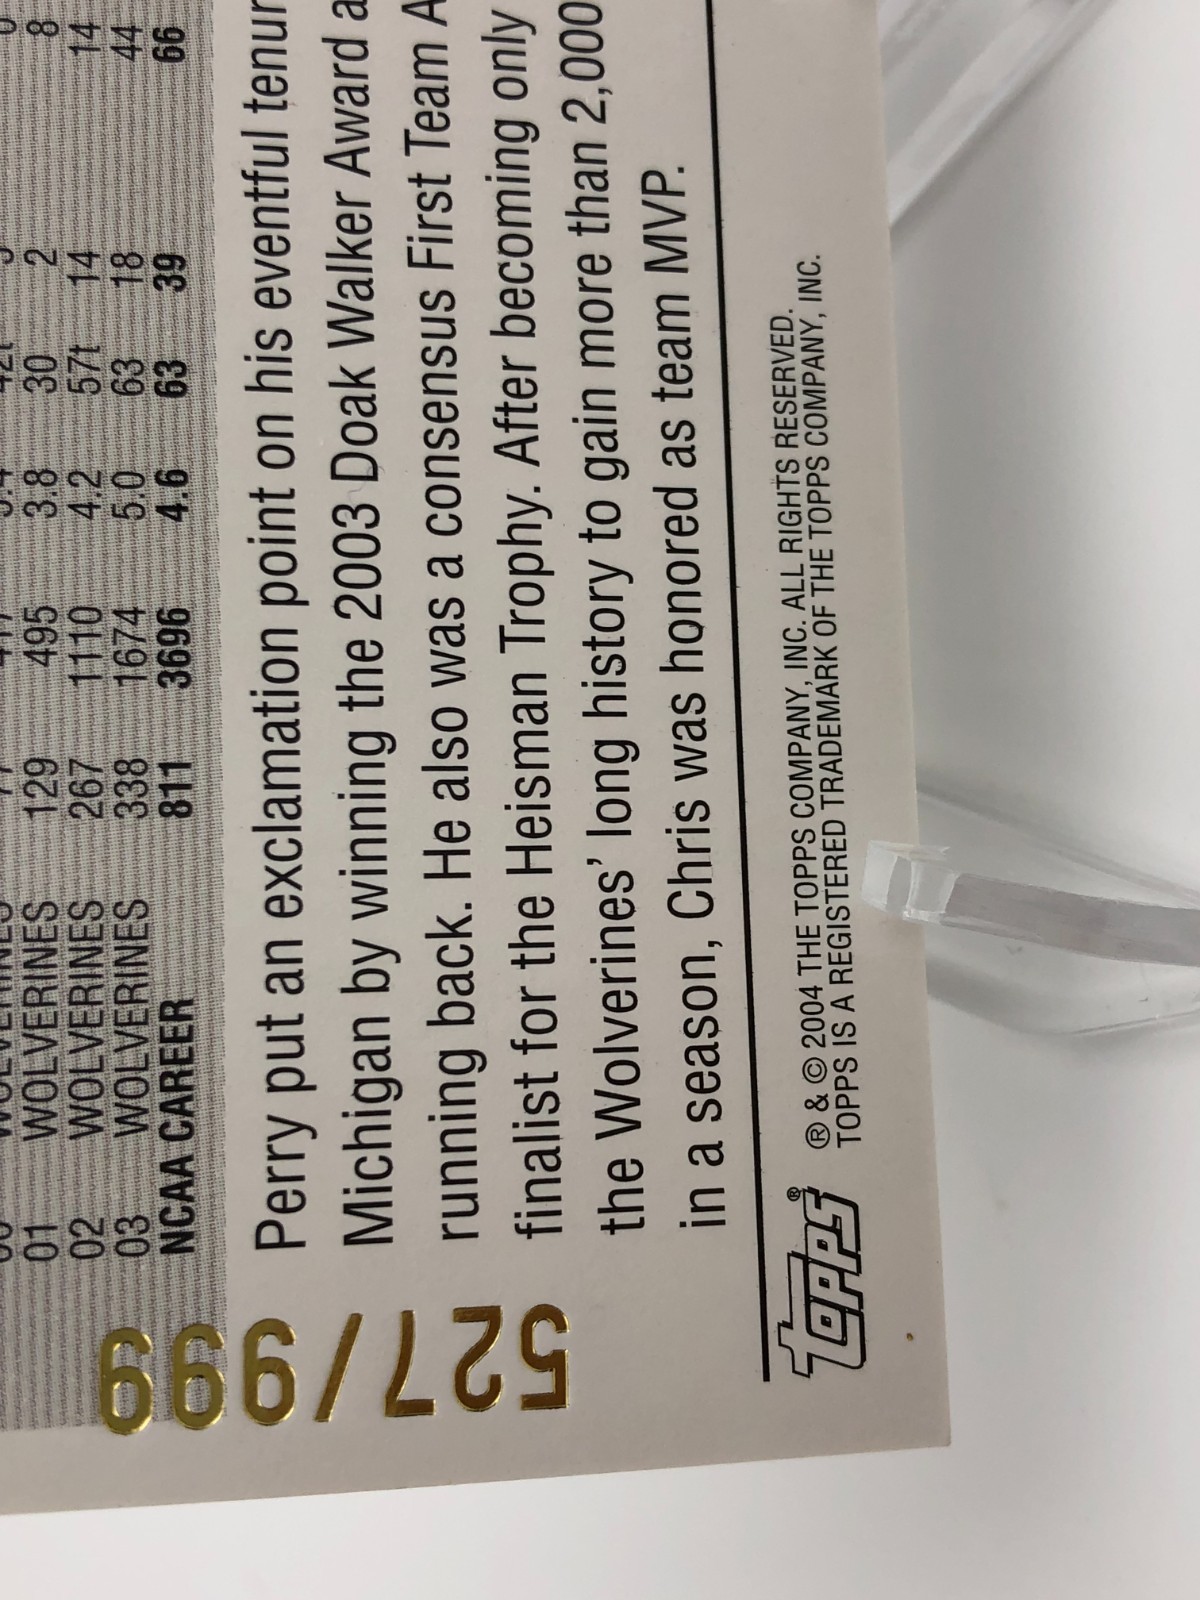 01 WOLVERINES 129 495 3.8 30 2 8
02 WOLVERINES 267 1110 4.2 57t 14 14
03 WOLVERINES 338 1674 5.0 63 18 44
NCAA CAREER 811 3696 4.6 63 39 66
Perry put an exclamation point on his eventful
Michigan by winning the 2003 Doak Walker Award
running back. He also was a consensus First Team
finalist for the Heisman Trophy. After becoming only
the Wolverines' long history to gain more than 2,000
in a season, Chris was honored as team MVP.
527/999
TOPPS® ® & © 2004 THE TOPPS COMPANY, INC. ALL RIGHTS RESERVED.
TOPPS IS A REGISTERED TRADEMARK OF THE TOPPS COMPANY, INC.